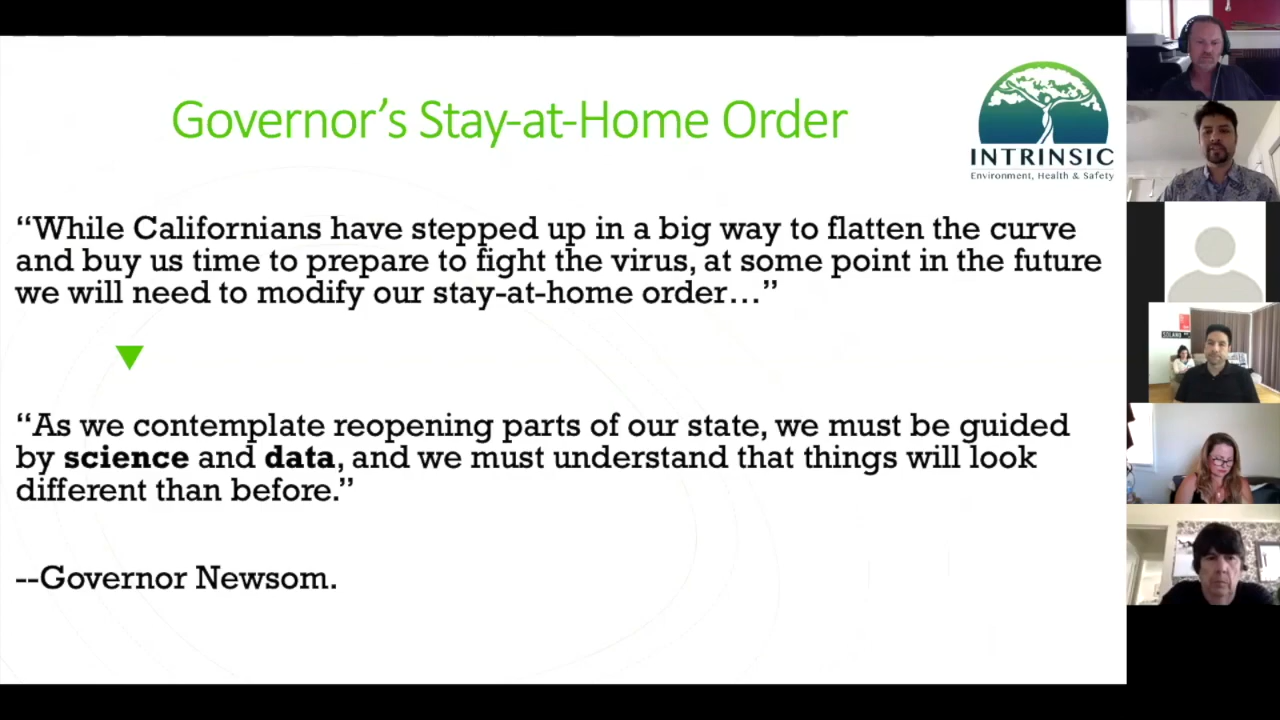 Governor’s Stay-at-Home Order
INTRINSIC
Environment, Health & Safety
“While Californians have stepped up in a big way to flatten the curve
and buy us time to prepare to fight the virus, at some point in the future
we will need to modify our stay-at-home order…”
“As we contemplate reopening parts of our state, we must be guided
by science and data, and we must understand that things will look
different than before.”
--Governor Newsom.